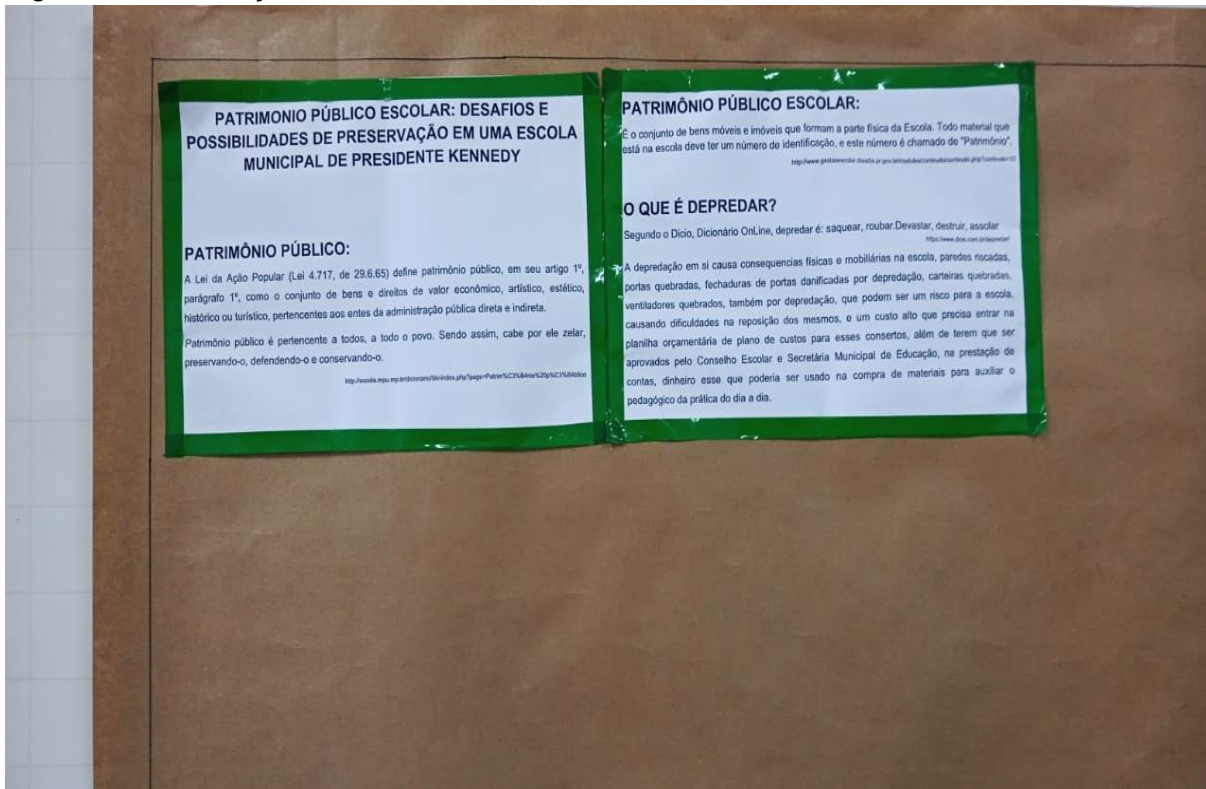 PATRIMONIO PÚBLICO ESCOLAR: DESAFIOS E
POSSIBILIDADES DE PRESERVAÇÃO EM UMA ESCOLA
MUNICIPAL DE PRESIDENTE KENNEDY
PATRIMÔNIO PÚBLICO:
A Lei da Ação Popular (Lei 4.717, de 29.6.65) define patrimônio público, em seu artigo 1º,
parágrafo 1º, como o conjunto de bens e direitos de valor econômico, artístico, estético,
histórico ou turístico, pertencentes aos entes da administração pública direta e indireta.
Patrimônio público é pertencente a todos, a todo o povo. Sendo assim, cabe por ele zelar,
preservando-o, defendendo-o e conservando-o.
PATRIMÔNIO PÚBLICO ESCOLAR:
É o conjunto de bens móveis e imóveis que formam a parte física da Escola. Todo material que
está na escola deve ter um número de identificação, e este número é chamado de "Patrimônio".
O QUE É DEPREDAR?
Segundo o Dicio, Dicionário OnLine, depredar é: saquear, roubar.Devastar, destruir, assolar
A depredação em si causa consequencias físicas e mobiliárias na escola, paredes riscadas,
portas quebradas, fechaduras de portas danificadas por depredação, carteiras quebradas,
ventiladores quebrados, também por depredação, que podem ser um risco para a escola,
causando dificuldades na reposição dos mesmos, e um custo alto que precisa entrar na
planilha orçamentária de plano de custos para esses consertos, além de terem que ser
aprovados pelo Conselho Escolar e Secretária Municipal de Educação, na prestação de
contas, dinheiro esse que poderia ser usado na compra de materiais para auxiliar o
pedagógico da prática do dia a dia.